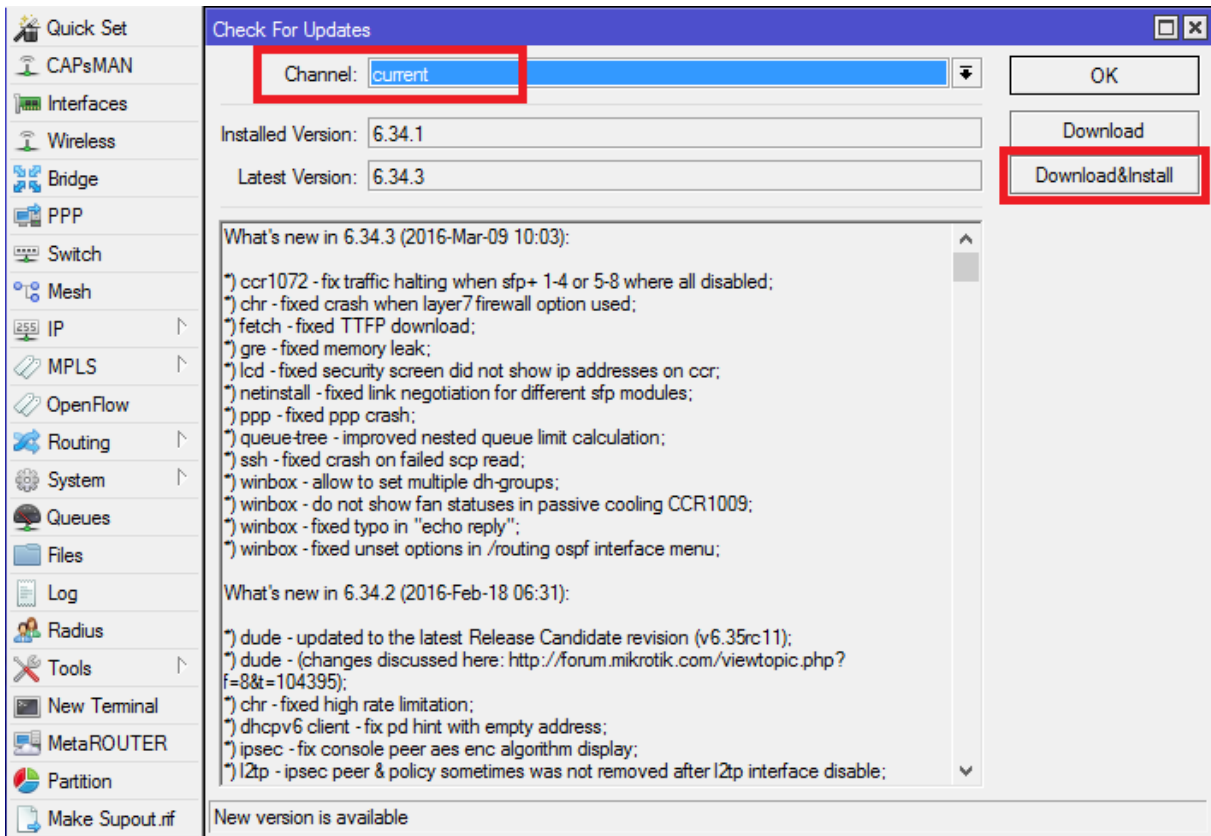 Quick Set
CAPsMAN
Interfaces
Wireless
Bridge
PPP
Switch
Mesh
255 IP
MPLS
OpenFlow
Routing
System
Queues
Files
Log
Radius
Tools
New Terminal
MetaROUTER
Partition
Make Supout.rif
Check For Updates
Channel: current
Installed Version: 6.34.1
Latest Version: 6.34.3
OK
Download
Download&Install
What's new in 6.34.3 (2016-Mar-09 10:03):
*) ccr1072 - fix traffic halting when sfp+ 1-4 or 5-8 where all disabled;
*) chr - fixed crash when layer7 firewall option used;
*) fetch - fixed TTFP download;
*) gre - fixed memory leak;
*) lcd - fixed security screen did not show ip addresses on ccr;
*) netinstall - fixed link negotiation for different sfp modules;
*) ppp - fixed ppp crash;
*) queue-tree - improved nested queue limit calculation;
*) ssh - fixed crash on failed scp read;
*) winbox - allow to set multiple dh-groups;
*) winbox - do not show fan statuses in passive cooling CCR1009;
*) winbox - fixed typo in "echo reply";
*) winbox - fixed unset options in /routing ospf interface menu;
What's new in 6.34.2 (2016-Feb-18 06:31):
*) dude - updated to the latest Release Candidate revision (v6.35rc11);
*) dude - (changes discussed here: http://forum.mikrotik.com/viewtopic.php?
f=8&t=104395);
*) chr - fixed high rate limitation;
*) dhcpv6 client - fix pd hint with empty address;
*) ipsec - fix console peer aes enc algorithm display;
*) l2tp - ipsec peer & policy sometimes was not removed after l2tp interface disable;
New version is available